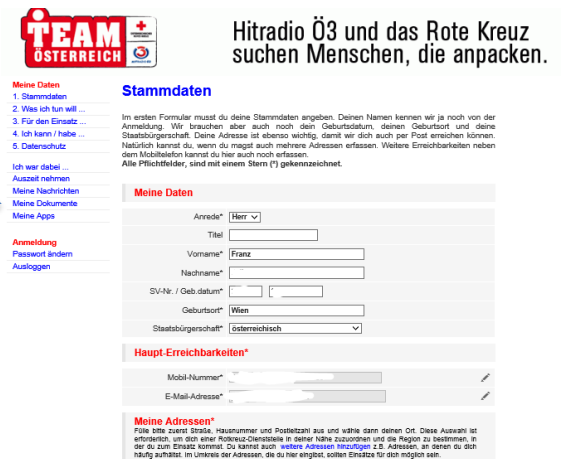 TEAM
ÖSTERREICH
Hitradio Ö3 und das Rote Kreuz
suchen Menschen, die anpacken.
Meine Daten
1. Stammdaten
2. Was ich tun will ...
3. Für den Einsatz ...
4. Ich kann / habe ...
5. Datenschutz
Ich war dabei ...
Auszeit nehmen
Meine Nachrichten
Meine Dokumente
Meine Apps
Anmeldung
Passwort ändern
Ausloggen
Stammdaten
Im ersten Formular musst du deine Stammdaten angeben. Deinen Namen kennen wir ja noch von der
Anmeldung. Wir brauchen aber auch noch dein Geburtsdatum, deinen Geburtsort und deine
Staatsbürgerschaft. Deine Adresse ist ebenso wichtig, damit wir dich auch per Post erreichen können.
Natürlich kannst du, wenn du magst auch mehrere Adressen erfassen. Weitere Erreichbarkeiten neben
dem Mobiltelefon kannst du hier auch noch erfassen.
Alle Pflichtfelder, sind mit einem Stern (*) gekennzeichnet.
Meine Daten
Anrede* Herr
Titel
Vorname* Franz
Nachname*
SV-Nr. / Geb.datum*
Geburtsort* Wien
Staatsbürgerschaft* österreichisch
Haupt-Erreichbarkeiten*
Mobil-Nummer*
E-Mail-Adresse*
Meine Adressen*
Fülle bitte zuerst Straße, Hausnummer und Postleitzahl aus und wähle dann deinen Ort. Diese Auswahl ist
erforderlich, um dich einer Rotkreuz-Dienststelle in deiner Nähe zuzuordnen und die Region zu bestimmen, in
der du zum Einsatz kommst. Du kannst auch weitere Adressen hinzufügen z.B. Adressen, an denen du dich
häufig aufhältst. Im Umkreis der Adressen, die du hier eingibst, sollten Einsätze für dich möglich sein.